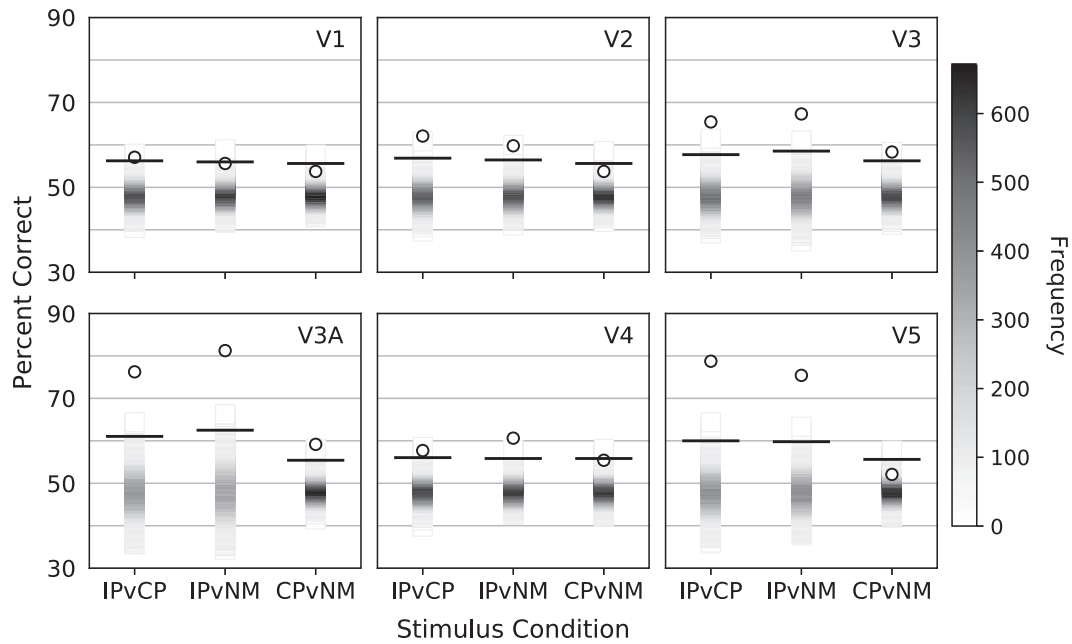 90
70
50
30
V1
V2
V3
600
500
400
300
200
100
0
Frequency
Percent Correct
90
70
50
30
V3A
V4
V5
IPvCP IPvNM CPvNM IPvCP IPvNM CPvNM IPvCP IPvNM CPvNM
Stimulus Condition